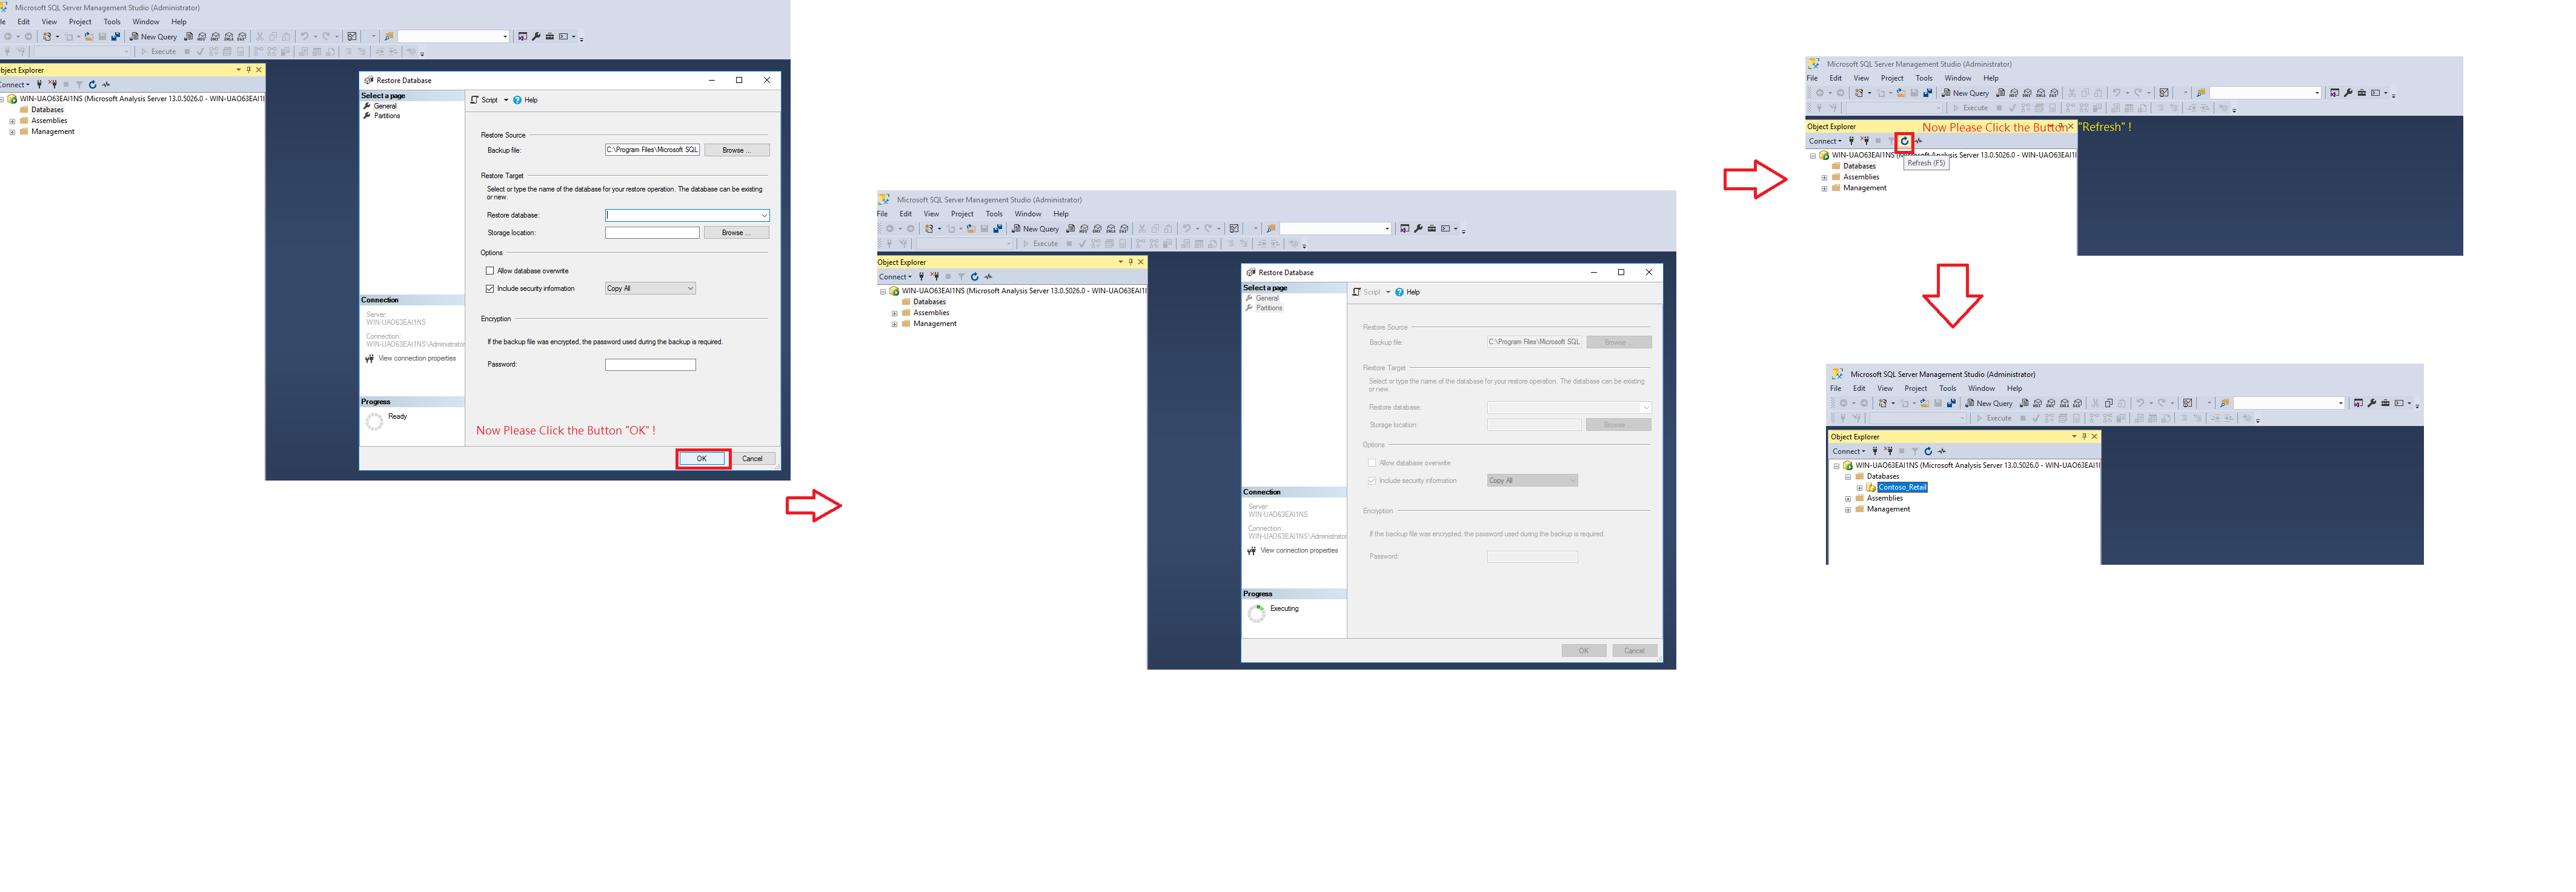 Microsoft SQL Server Management Studio (Administrator)
le Edit View Project Tools Window Help
New Query
Execute
bject Explorer
onnect
WIN-UAO63EAI1NS (Microsoft Analysis Server 13.0.5026.0 - WIN-UAO63EAI1I
Databases
Assemblies
Management
Restore Database
Select a page
General
Partitions
Script Help
Restore Source
Backup file: C:\Program Files\Microsoft SQL Browse ...
Restore Target
Select or type the name of the database for your restore operation. The database can be existing
or new.
Restore database:
Storage location: Browse ...
Options
Allow database overwrite
Include security information Copy All
Encryption
If the backup file was encrypted, the password used during the backup is required.
Password:
Connection
Server:
WIN-UAO63EAI1NS
Connection:
WIN-UAO63EAI1NS\Administrator
View connection properties
Progress
Ready
Now Please Click the Button "OK" !
OK Cancel
Microsoft SQL Server Management Studio (Administrator)
File Edit View Project Tools Window Help
New Query
Execute
Object Explorer
Connect
WIN-UAO63EAI1NS (Microsoft Analysis Server 13.0.5026.0 - WIN-UAO63EAI1I
Databases
Assemblies
Management
Restore Database
Select a page
General
Partitions
Script Help
Restore Source
Backup file: C:\Program Files\Microsoft SQL Browse ...
Restore Target
Select or type the name of the database for your restore operation. The database can be existing
or new.
Restore database:
Storage location: Browse ...
Options
Allow database overwrite
Include security information Copy All
Encryption
If the backup file was encrypted, the password used during the backup is required.
Password:
Connection
Server:
WIN-UAO63EAI1NS
Connection:
WIN-UAO63EAI1NS\Administrator
View connection properties
Progress
Executing
OK Cancel
Microsoft SQL Server Management Studio (Administrator)
File Edit View Project Tools Window Help
New Query
Execute
Object Explorer
Now Please Click the Button "Refresh" !
Connect
WIN-UAO63EAI1NS (Microsoft Analysis Server 13.0.5026.0 - WIN-UAO63EAI1I
Refresh (F5)
Databases
Assemblies
Management
Microsoft SQL Server Management Studio (Administrator)
File Edit View Project Tools Window Help
New Query
Execute
Object Explorer
Connect
WIN-UAO63EAI1NS (Microsoft Analysis Server 13.0.5026.0 - WIN-UAO63EAI1I
Databases
Contoso_Retail
Assemblies
Management